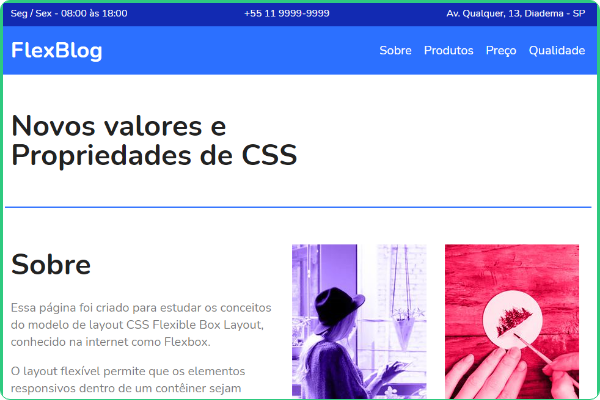 Seg / Sex - 08:00 às 18:00
+55 11 9999-9999
Av. Qualquer, 13, Diadema - SP
FlexBlog
Sobre
Produtos
Preço
Qualidade
Novos valores e
Propriedades de CSS
Sobre
Essa página foi criado para estudar os conceitos
do modelo de layout CSS Flexible Box Layout,
conhecido na internet como Flexbox.
O layout flexível permite que os elementos
responsivos dentro de um contêiner sejam